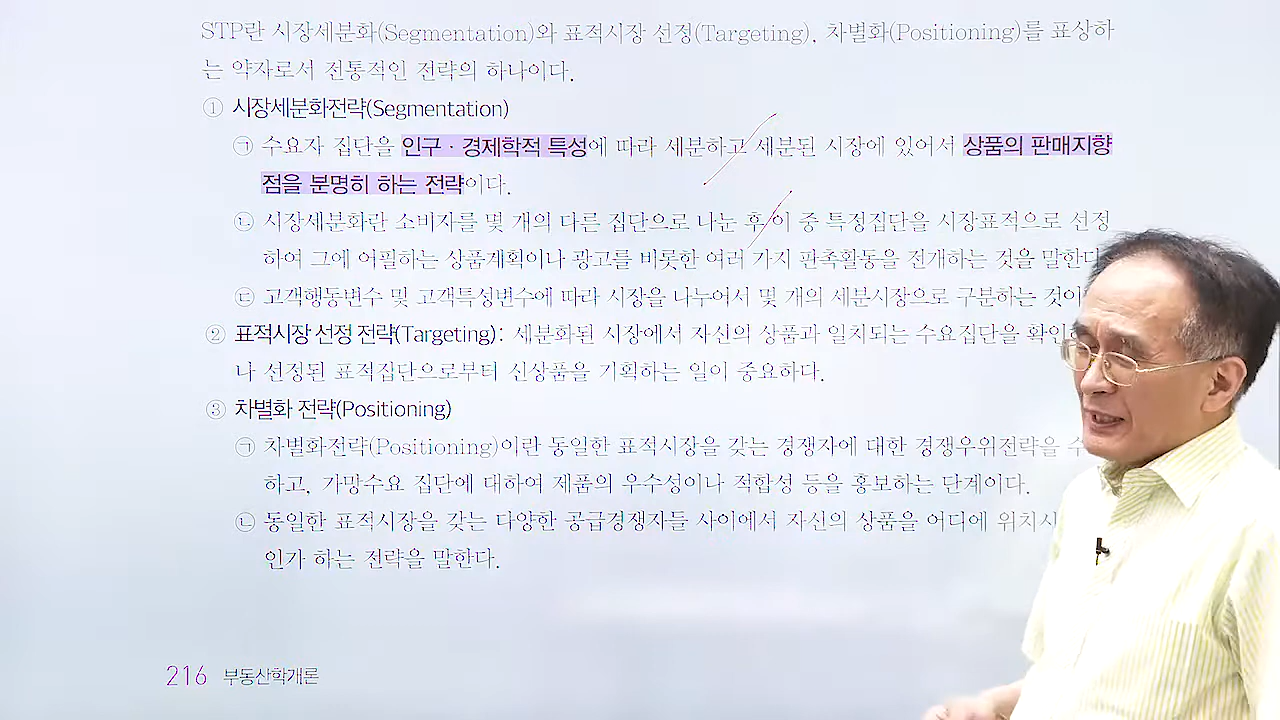 STP란 시장세분화(Segmentation)와 표적시장 선정(Targeting), 차별화(Positioning)를 표상하
는 약자로서 전통적인 전략의 하나이다.
① 시장세분화전략(Segmentation)
㉠ 수요자 집단을 인구 · 경제학적 특성에 따라 세분하고 세분된 시장에 있어서 상품의 판매지향
점을 분명히 하는 전략이다.
㉡ 시장세분화란 소비자를 몇 개의 다른 집단으로 나눈 후 이 중 특정집단을 시장표적으로 선정
하여 그에 어필하는 상품계획이나 광고를 비롯한 여러 가지 판촉활동을 전개하는 것을 말한다
㉢ 고객행동변수 및 고객특성변수에 따라 시장을 나누어서 몇 개의 세분시장으로 구분하는 것이
② 표적시장 선정 전략(Targeting): 세분화된 시장에서 자신의 상품과 일치되는 수요집단을
나 선정된 표적집단으로부터 신상품을 기획하는 일이 중요하다.
③ 차별화 전략(Positioning)
㉠ 차별화전략(Positioning)이란 동일한 표적시장을 갖는 경쟁자에 대한 경쟁우위전략을
하고, 가망수요 집단에 대하여 제품의 우수성이나 적합성 등을 홍보하는 단계이다.
㉡ 동일한 표적시장을 갖는 다양한 공급경쟁자들 사이에서 자신의 상품을 어디에
인가 하는 전략을 말한다.
216 부동산학개론